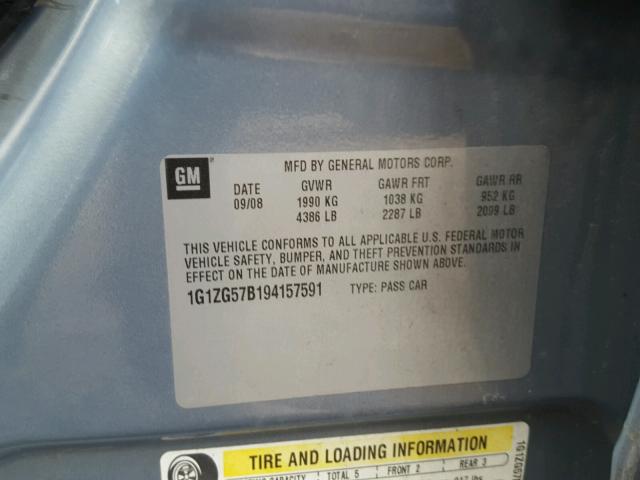 GM
MFD BY GENERAL MOTORS CORP.
DATE GVWR GAWR FRT GAWR RR
09/08 1990 KG 1038 KG 952 KG
4386 LB 2287 LB 2099 LB
THIS VEHICLE CONFORMS TO ALL APPLICABLE U.S. FEDERAL MOTOR
VEHICLE SAFETY, BUMPER, AND THEFT PREVENTION STANDARDS IN
EFFECT ON THE DATE OF MANUFACTURE SHOWN ABOVE.
1G1ZG57B194157591 TYPE: PASS CAR
TIRE AND LOADING INFORMATION
CAPACITY TOTAL 5 FRONT 2 REAR 3